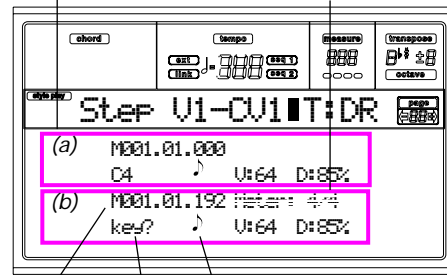 chord tempo measure transpose
ext ♩= seq 1
link seq 2 octave
style play Step V1-CV1 T:DR page
(a) M001.01.000
C4 ♪ V:64 D:85%
(b) M001.01.192 Meter: 4/4
key? ♪ V:64 D:85%